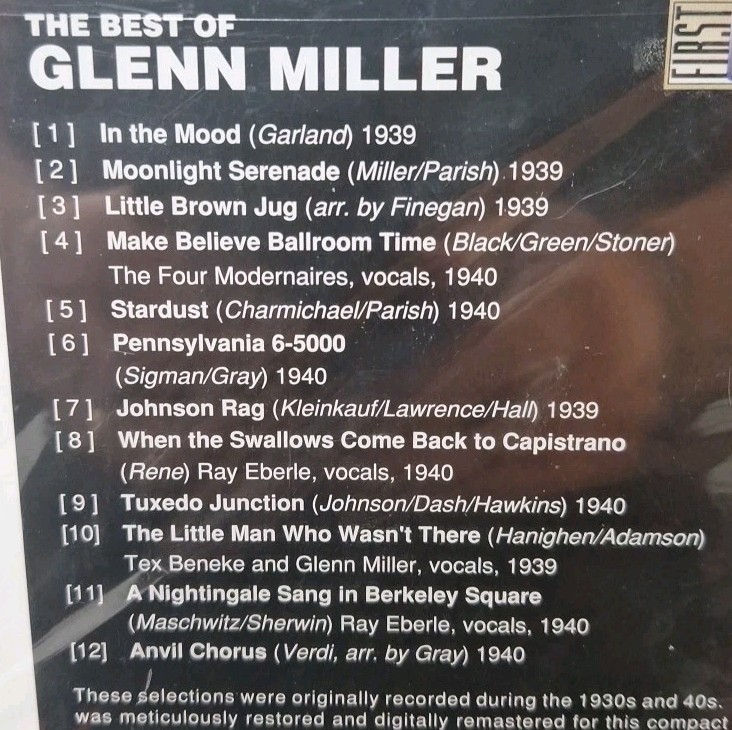 THE BEST OF
GLENN MILLER
FIRST
[1] In the Mood (Garland) 1939
[2] Moonlight Serenade (Miller/Parish) 1939
[3] Little Brown Jug (arr. by Finegan) 1939
[4] Make Believe Ballroom Time (Black/Green/Stoner)
The Four Modernaires, vocals, 1940
[5] Stardust (Charmichael/Parish) 1940
[6] Pennsylvania 6-5000
(Sigman/Gray) 1940
[7] Johnson Rag (Kleinkauf/Lawrence/Hall) 1939
[8] When the Swallows Come Back to Capistrano
(Rene) Ray Eberle, vocals, 1940
[9] Tuxedo Junction (Johnson/Dash/Hawkins) 1940
[10] The Little Man Who Wasn't There (Hanighen/Adamson)
Tex Beneke and Glenn Miller, vocals, 1939
[11] A Nightingale Sang in Berkeley Square
(Maschwitz/Sherwin) Ray Eberle, vocals, 1940
[12] Anvil Chorus (Verdi, arr. by Gray) 1940
These selections were originally recorded during the 1930s and 40s.
was meticulously restored and digitally remastered for this compact